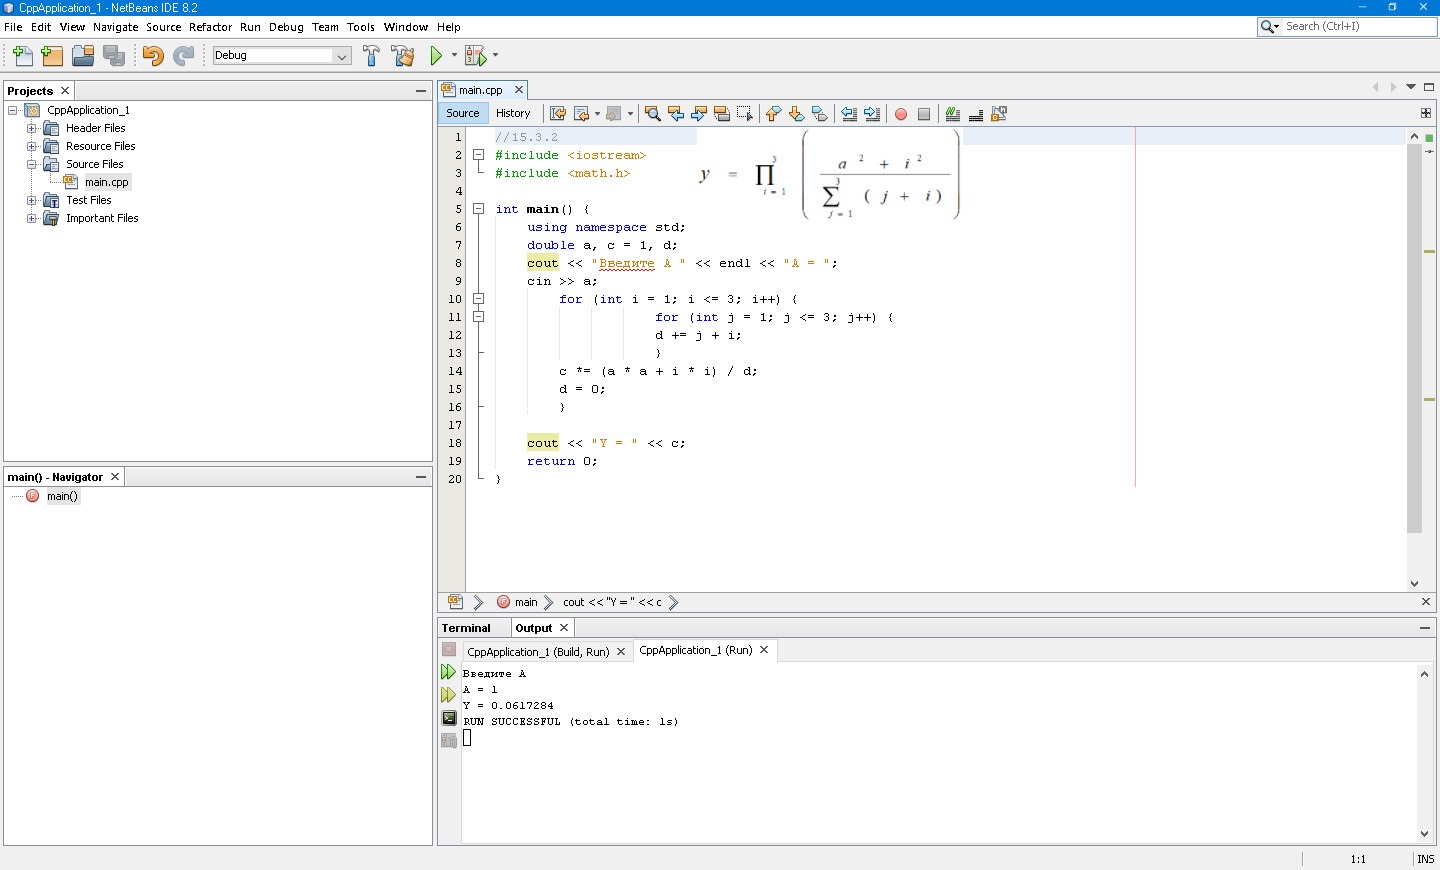 CppApplication_1 - NetBeans IDE 8.2
File Edit View Navigate Source Refactor Run Debug Team Tools Window Help
Search (Ctrl+I)
Debug
Projects
CppApplication_1
Header Files
Resource Files
Source Files
main.cpp
Test Files
Important Files
main() - Navigator
main()
main.cpp
Source History
1 //15.3.2
2 #include <iostream>
3 #include <math.h>
4
5 int main() {
6 using namespace std;
7 double a, c = 1, d;
8 cout << "Введите A " << endl << "A = ";
9 cin >> a;
10 for (int i = 1; i <= 3; i++) {
11 for (int j = 1; j <= 3; j++) {
12 d += j + i;
13 }
14 c *= (a * a + i * i) / d;
15 d = 0;
16 }
17
18 cout << "Y = " << c;
19 return 0;
20 }
y = ∏ 3 i = 1 ( a 2 + i 2
∑ 3 j = 1 ( j + i ) )
main cout << "Y = " << c
Terminal Output
CppApplication_1 (Build, Run) CppApplication_1 (Run)
Введите A
A = 1
Y = 0.0617284
RUN SUCCESSFUL (total time: 1s)
1:1 INS